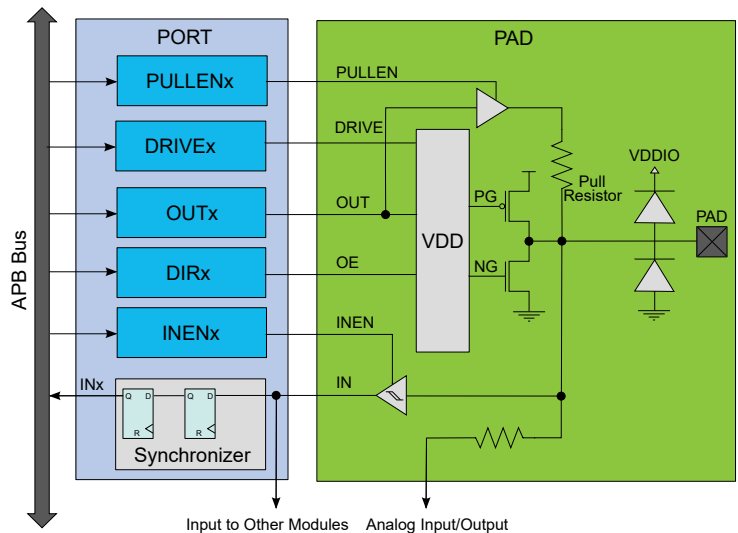 PORT
PAD
PULLENx
PULLEN
DRIVEx
DRIVE
VDDIO
Pull
Resistor
OUTx
OUT
PG
PAD
VDD
DIRx
OE
NG
INENx
INEN
APB Bus
INx
IN
Q D
R
Q D
R
Synchronizer
Input to Other Modules
Analog Input/Output